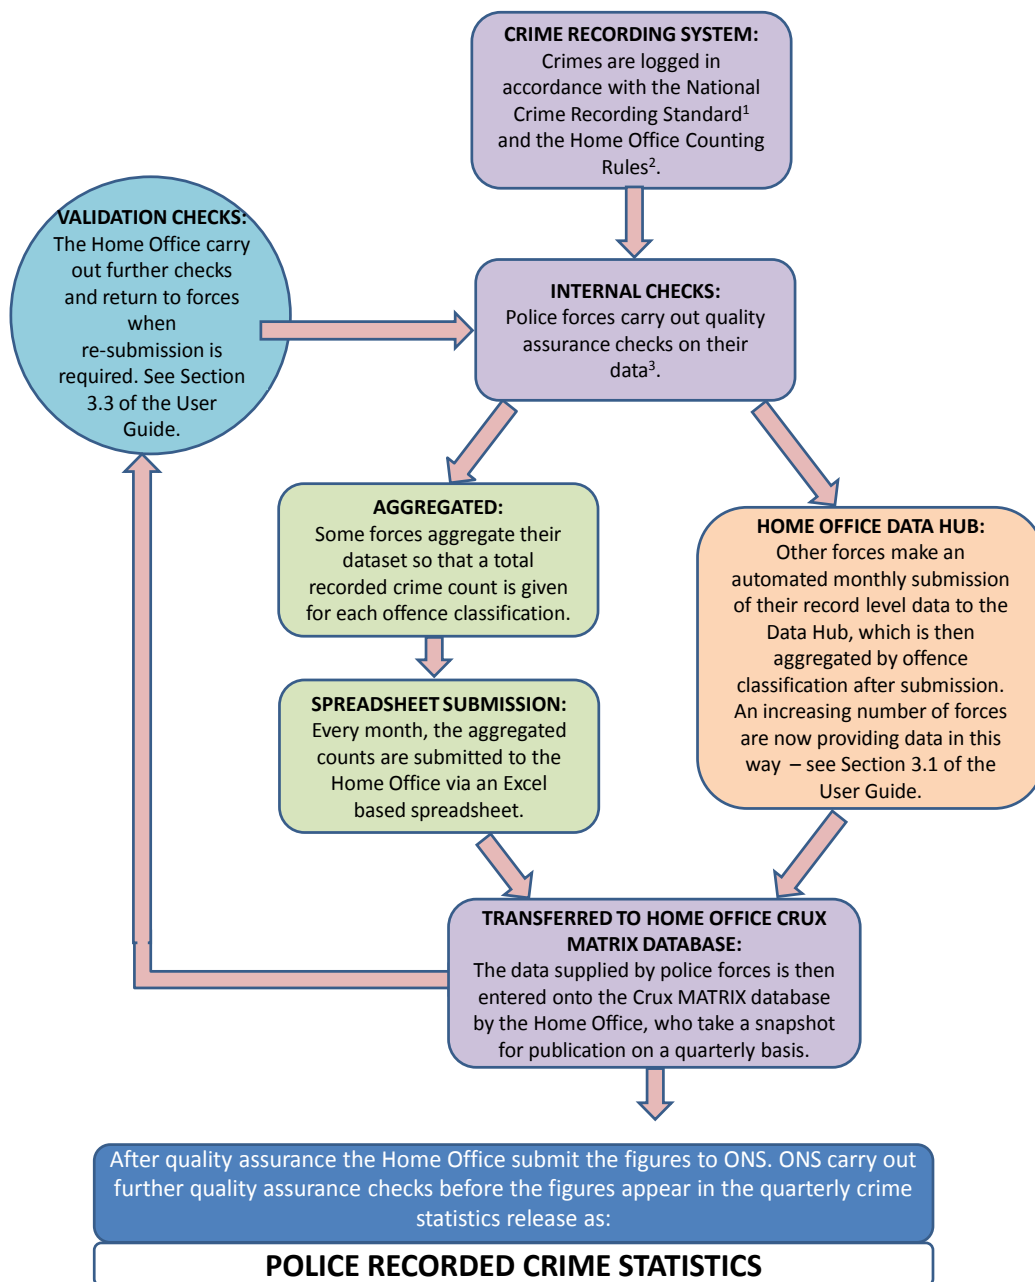 CRIME RECORDING SYSTEM:
Crimes are logged in
accordance with the National
Crime Recording Standard¹
and the Home Office Counting
Rules².
VALIDATION CHECKS:
The Home Office carry
out further checks
and return to forces
when
re-submission is
required. See Section
3.3 of the User
Guide.
INTERNAL CHECKS:
Police forces carry out quality
assurance checks on their
data³.
AGGREGATED:
Some forces aggregate their
dataset so that a total
recorded crime count is given
for each offence classification.
HOME OFFICE DATA HUB:
Other forces make an
automated monthly submission
of their record level data to the
Data Hub, which is then
aggregated by offence
classification after submission.
An increasing number of forces
are now providing data in this
way – see Section 3.1 of the
User Guide.
SPREADSHEET SUBMISSION:
Every month, the aggregated
counts are submitted to the
Home Office via an Excel
based spreadsheet.
TRANSFERRED TO HOME OFFICE CRUX
MATRIX DATABASE:
The data supplied by police forces is then
entered onto the Crux MATRIX database
by the Home Office, who take a snapshot
for publication on a quarterly basis.
After quality assurance the Home Office submit the figures to ONS. ONS carry out
further quality assurance checks before the figures appear in the quarterly crime
statistics release as:
POLICE RECORDED CRIME STATISTICS